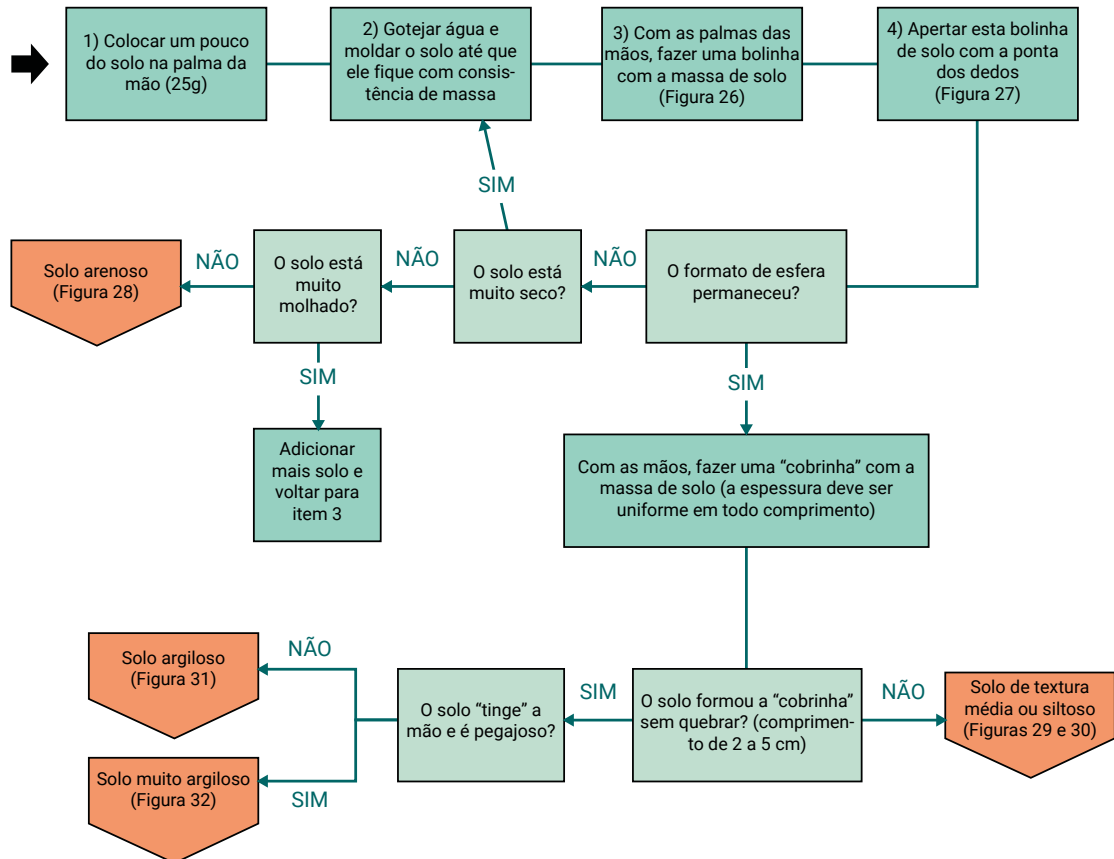 1) Colocar um pouco
do solo na palma da
mão (25g)
2) Gotejar água e
moldar o solo até que
ele fique com consis-
tência de massa
3) Com as palmas das
mãos, fazer uma bolinha
com a massa de solo
(Figura 26)
4) Apertar esta bolinha
de solo com a ponta
dos dedos
(Figura 27)
SIM
Solo arenoso
(Figura 28)
NÃO
O solo está
muito
molhado?
NÃO
O solo está
muito seco?
NÃO
O formato de esfera
permaneceu?
SIM
SIM
Adicionar
mais solo e
voltar para
item 3
Com as mãos, fazer uma “cobrinha” com a
massa de solo (a espessura deve ser
uniforme em todo comprimento)
Solo argiloso
(Figura 31)
NÃO
O solo “tinge” a
mão e é pegajoso?
SIM
O solo formou a “cobrinha”
sem quebrar? (comprimen-
to de 2 a 5 cm)
NÃO
Solo de textura
média ou siltoso
(Figuras 29 e 30)
Solo muito argiloso
(Figura 32)
SIM